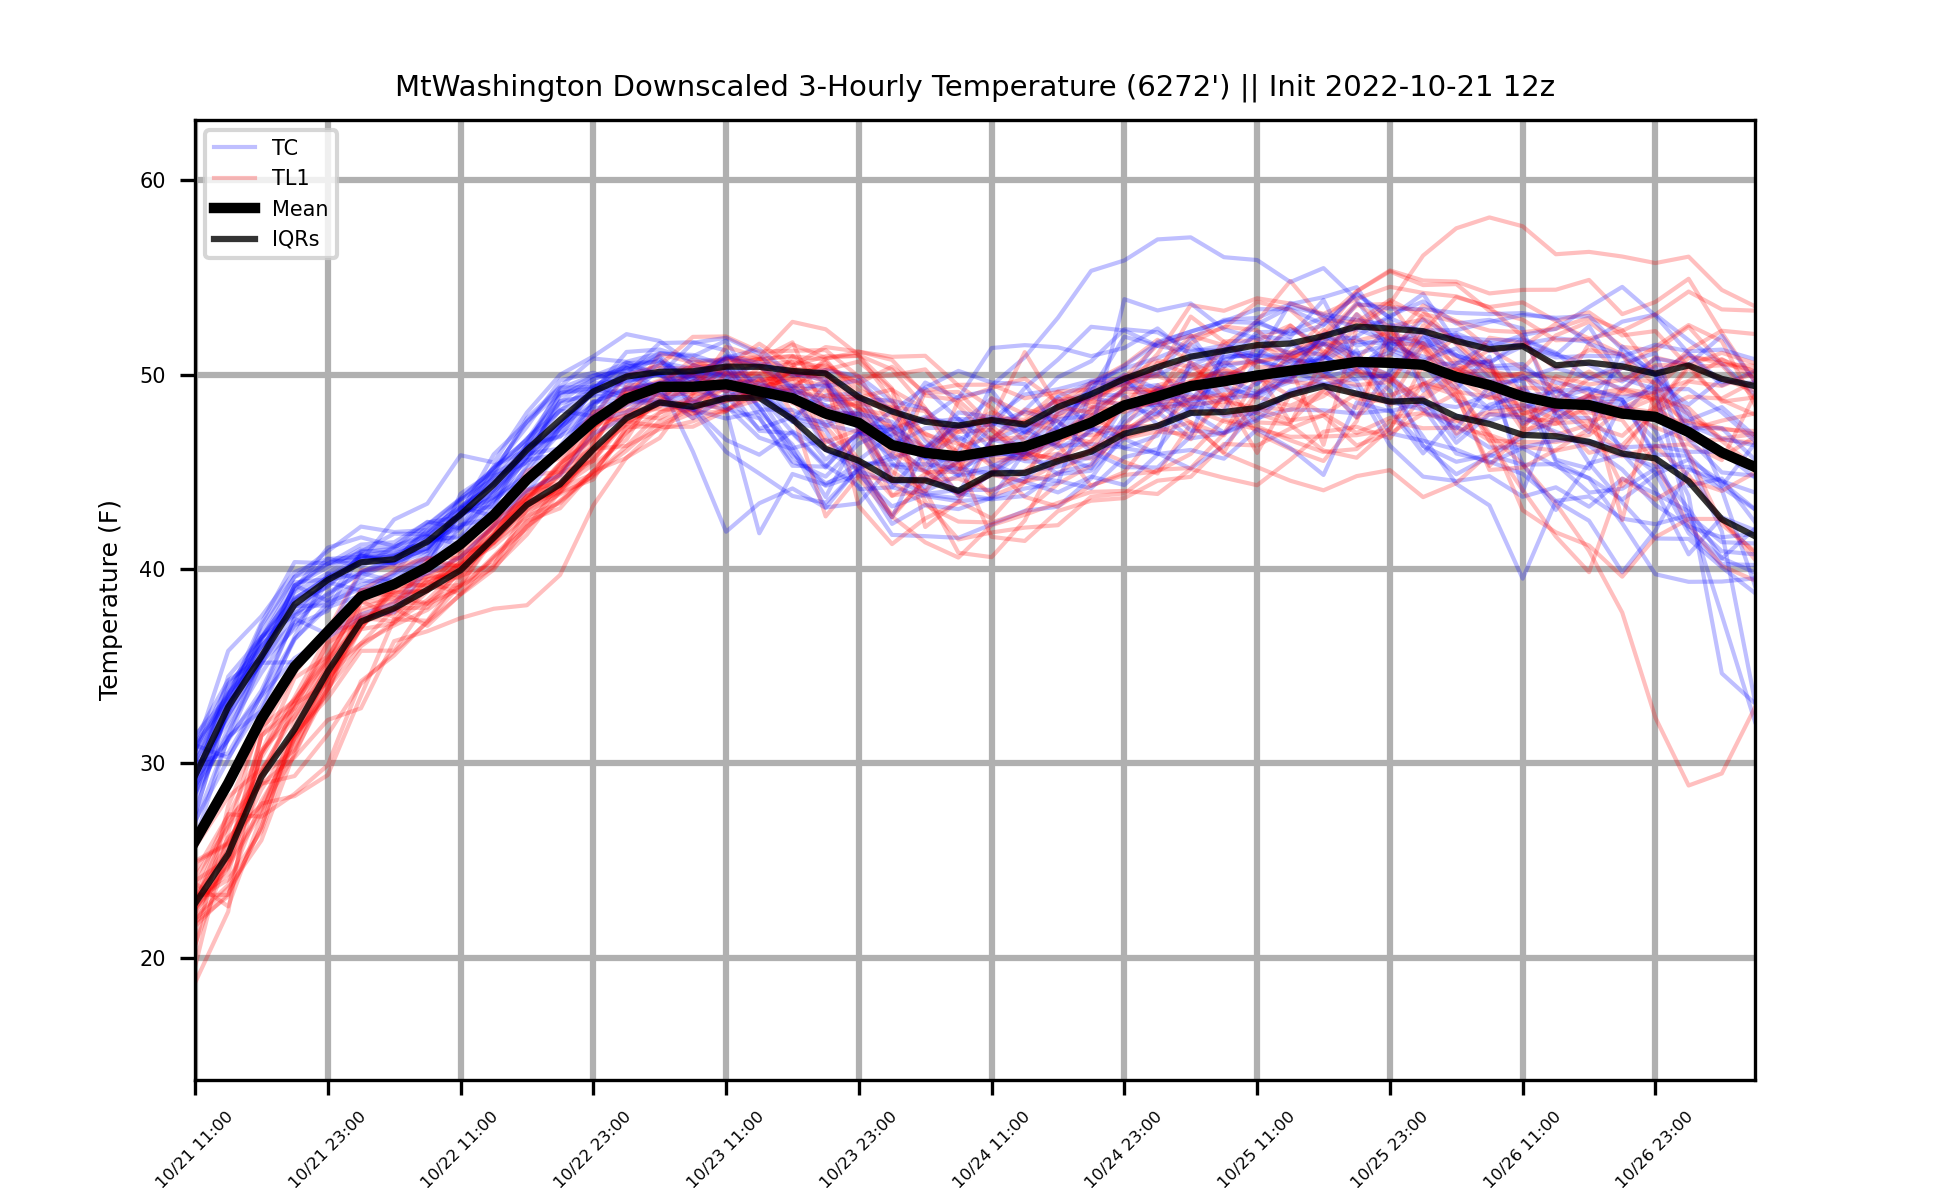 MtWashington Downscaled 3-Hourly Temperature (6272') || Init 2022-10-21 12z
TC
TL1
Mean
IQRs
Temperature (F)
60
50
40
30
20
10/21 11:00
10/21 23:00
10/22 11:00
10/22 23:00
10/23 11:00
10/23 23:00
10/24 11:00
10/24 23:00
10/25 11:00
10/25 23:00
10/26 11:00
10/26 23:00